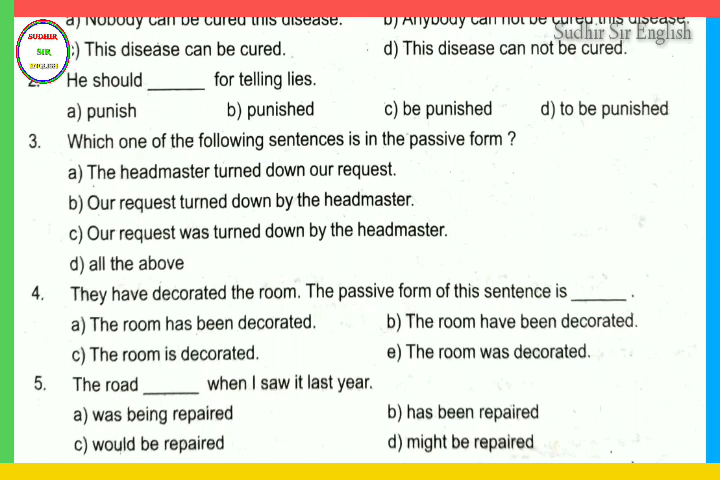 a) Nobody can be cured this disease. b) Anybody can not be cured this disease.
Sudhir Sir English
SUDHIR
SIR
ENGLISH
:) This disease can be cured. d) This disease can not be cured.
2. He should ______ for telling lies.
a) punish b) punished c) be punished d) to be punished
3. Which one of the following sentences is in the passive form ?
a) The headmaster turned down our request.
b) Our request turned down by the headmaster.
c) Our request was turned down by the headmaster.
d) all the above
4. They have decorated the room. The passive form of this sentence is ______ .
a) The room has been decorated. b) The room have been decorated.
c) The room is decorated. e) The room was decorated.
5. The road ______ when I saw it last year.
a) was being repaired b) has been repaired
c) would be repaired d) might be repaired